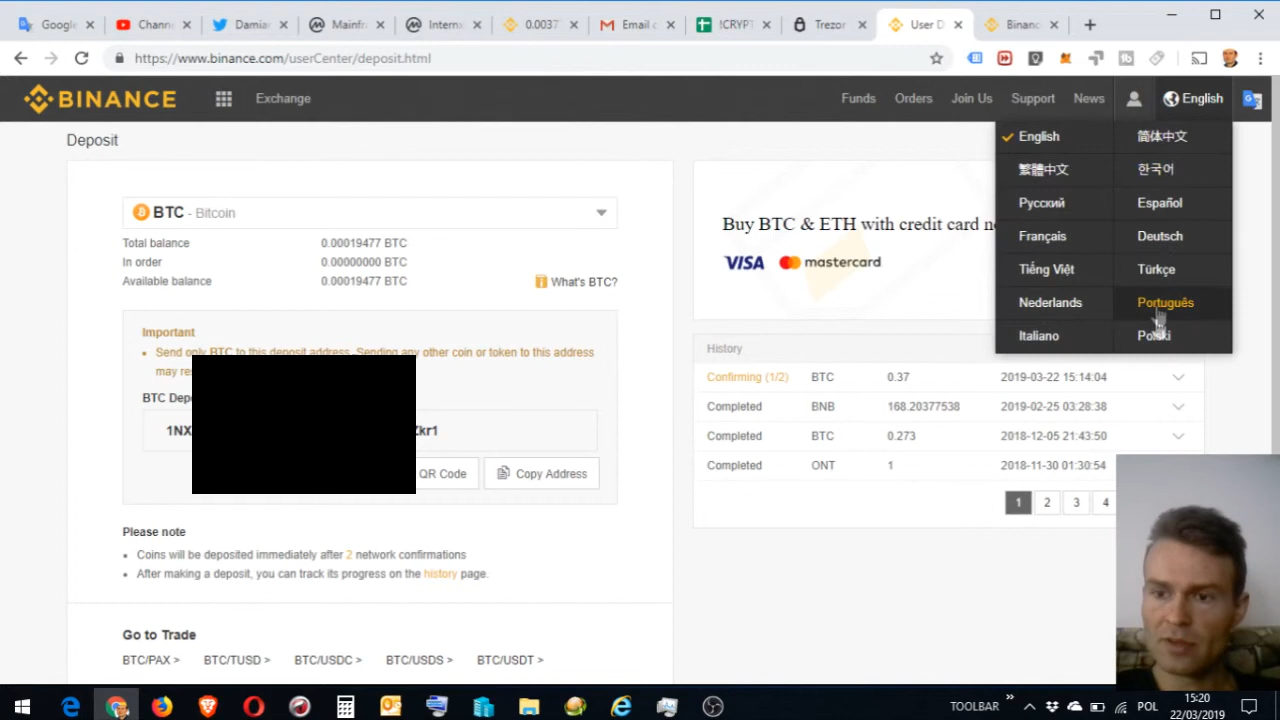 Google
Chann
Damia
Mainfr
Intern
0.0037
Email c
!CRYPT
Trezor
User D
Binanc
https://www.binance.com/userCenter/deposit.html
BINANCE
Exchange
Funds
Orders
Join Us
Support
News
English
English
简体中文
繁體中文
한국어
Русский
Español
Français
Deutsch
Tiếng Việt
Türkçe
Nederlands
Português
Italiano
Polski
Deposit
BTC - Bitcoin
Total balance 0.00019477 BTC
In order 0.00000000 BTC
Available balance 0.00019477 BTC
What's BTC?
Important
Send only BTC to this deposit address. Sending any other coin or token to this address
may res
BTC Dep
1NX
kr1
QR Code
Copy Address
Please note
Coins will be deposited immediately after 2 network confirmations
After making a deposit, you can track its progress on the history page.
Go to Trade
BTC/PAX > BTC/TUSD > BTC/USDC > BTC/USDS > BTC/USDT >
Buy BTC & ETH with credit card n
VISA mastercard
History
Confirming (1/2) BTC 0.37 2019-03-22 15:14:04
Completed BNB 168.20377538 2019-02-25 03:28:38
Completed BTC 0.273 2018-12-05 21:43:50
Completed ONT 1 2018-11-30 01:30:54
1 2 3 4
TOOLBAR
POL
15:20
22/03/2019